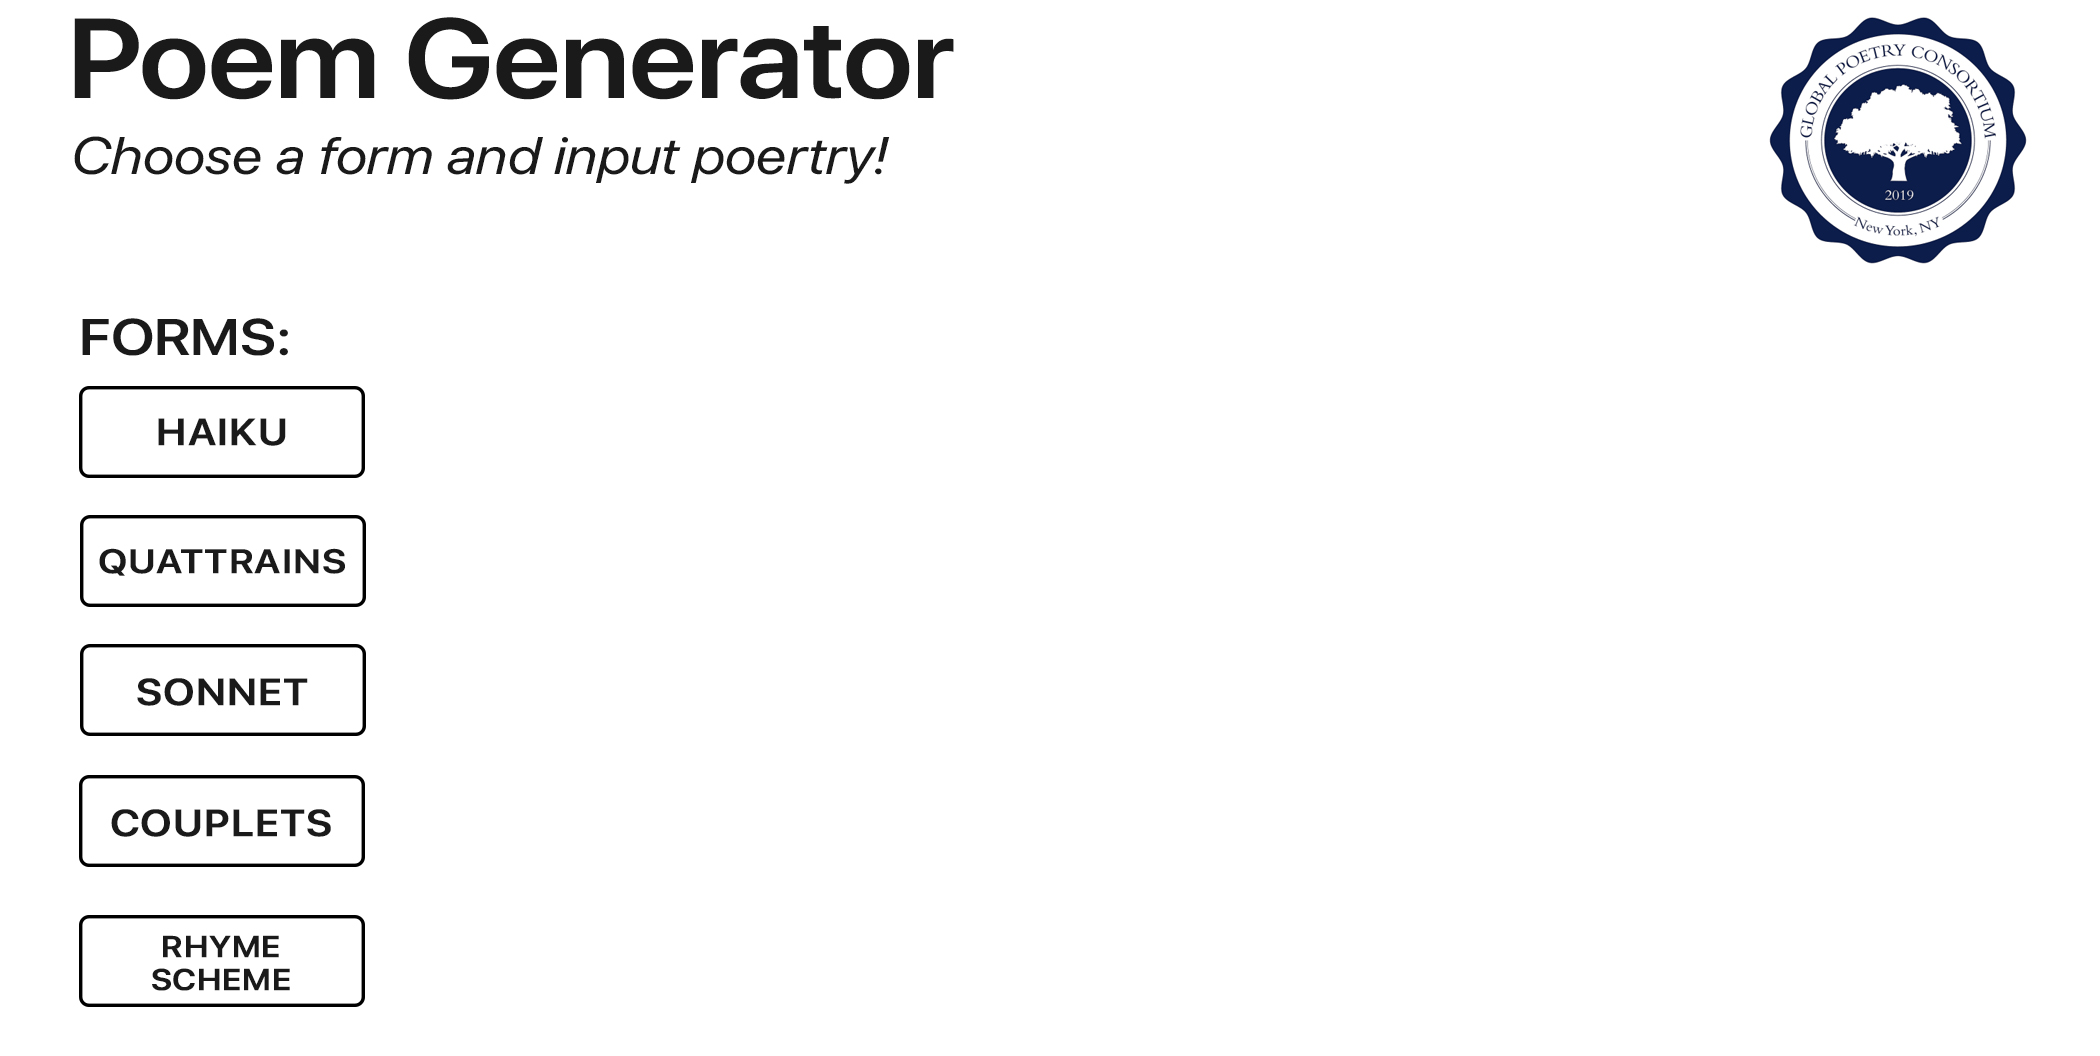 Poem Generator
Choose a form and input poertry!
GLOBAL POETRY CONSORTIUM
2019
New York, NY
FORMS:
HAIKU
QUATTRAINS
SONNET
COUPLETS
RHYME
SCHEME